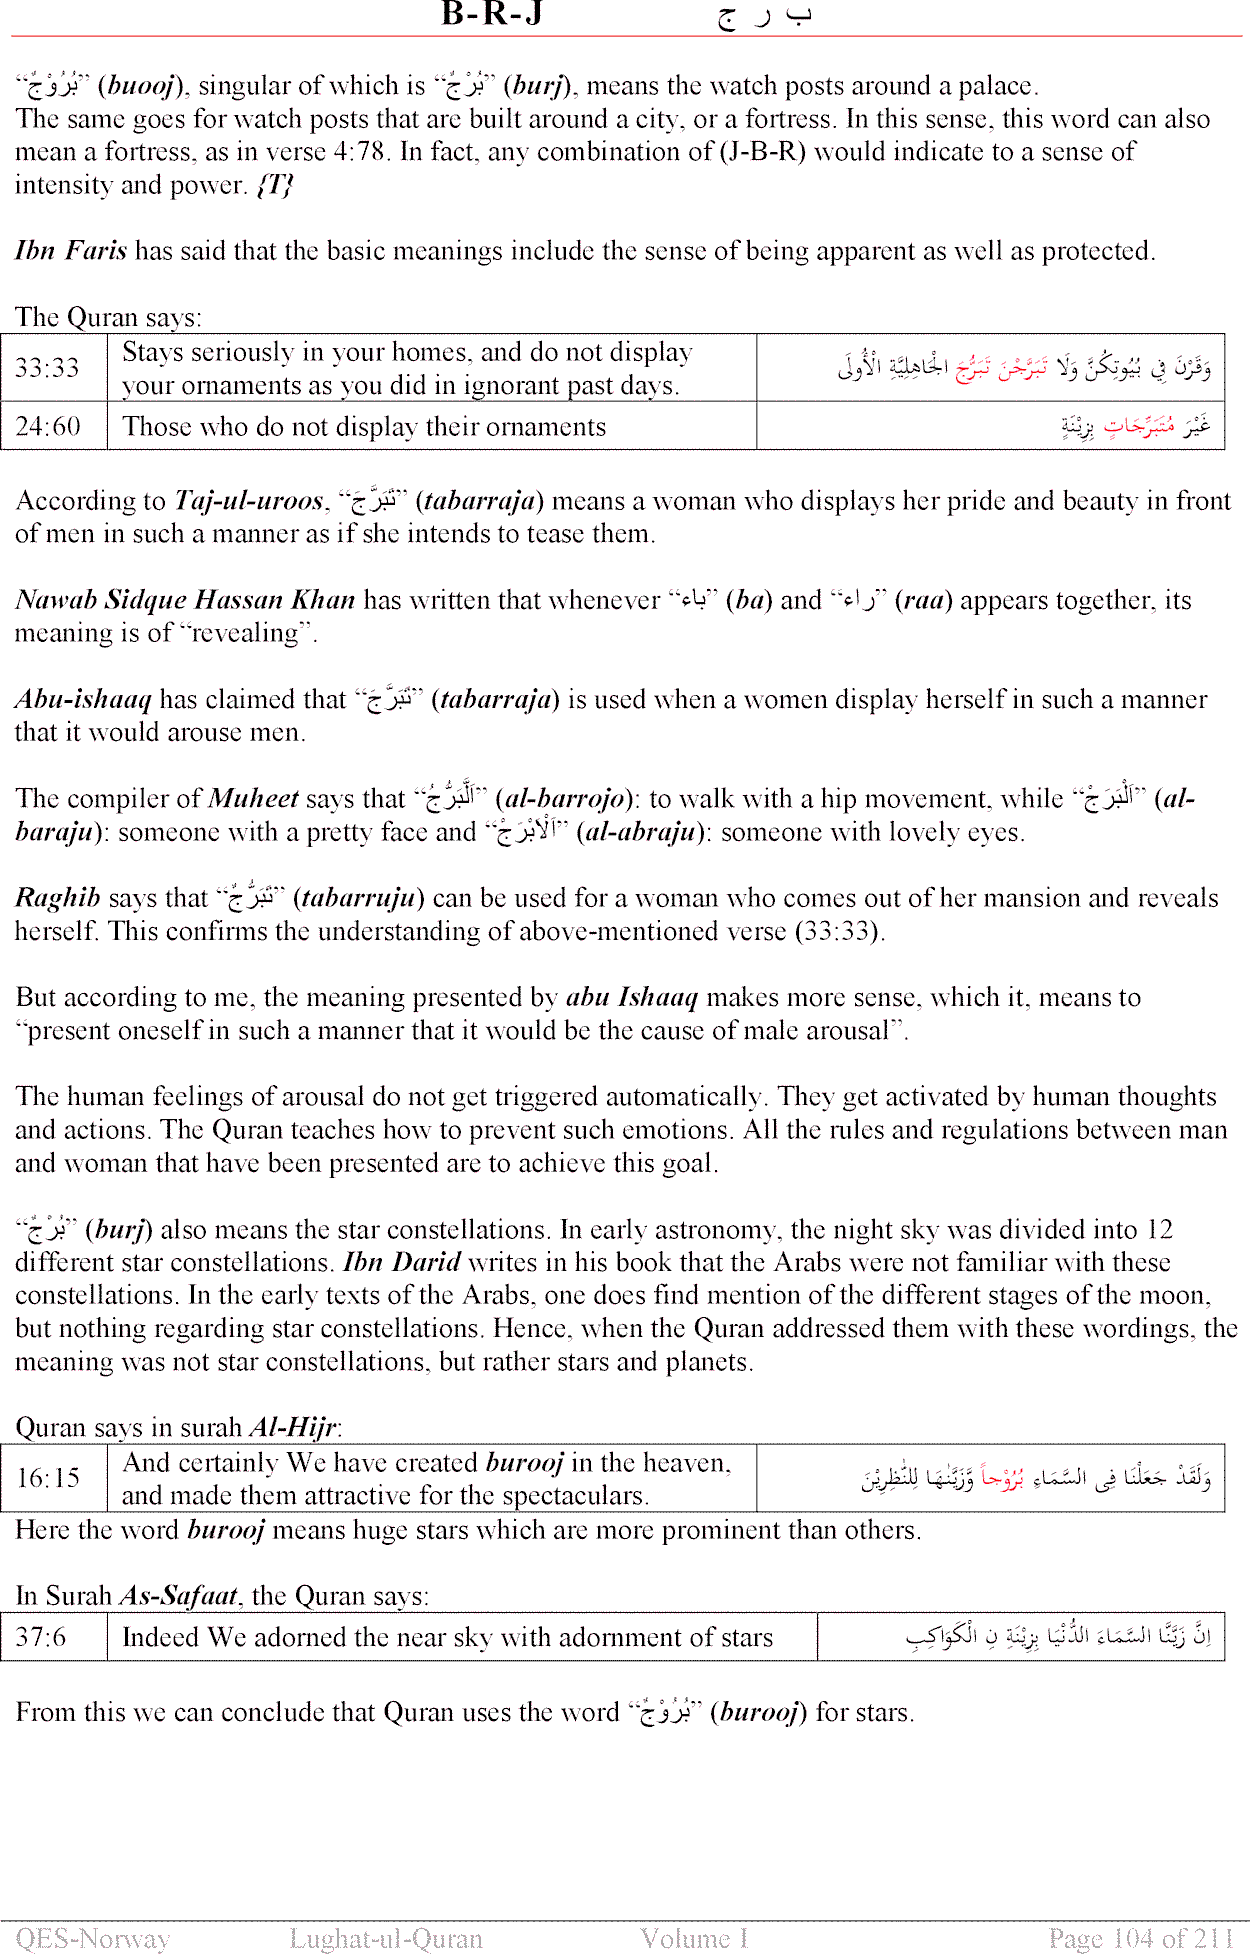 B-R-J ب ر ج
“بُرُوْجٌ” (buooj), singular of which is “بُرْجٌ” (burj), means the watch posts around a palace.
The same goes for watch posts that are built around a city, or a fortress. In this sense, this word can also
mean a fortress, as in verse 4:78. In fact, any combination of (J-B-R) would indicate to a sense of
intensity and power. {T}
Ibn Faris has said that the basic meanings include the sense of being apparent as well as protected.
The Quran says:
33:33 Stays seriously in your homes, and do not display
your ornaments as you did in ignorant past days.
وَقَرْنَ فِي بُيُوتِكُنَّ وَلَا تَبَرَّجْنَ تَبَرُّجَ الْجَاهِلِيَّةِ الْأُولَى
24:60 Those who do not display their ornaments غَيْرَ مُتَبَرِّجَاتٍ بِزِيْنَةٍ
According to Taj-ul-uroos, “تَبَرَّجَ” (tabarraja) means a woman who displays her pride and beauty in front
of men in such a manner as if she intends to tease them.
Nawab Sidque Hassan Khan has written that whenever “باء” (ba) and “راء” (raa) appears together, its
meaning is of “revealing”.
Abu-ishaaq has claimed that “تَبَرَّجَ” (tabarraja) is used when a women display herself in such a manner
that it would arouse men.
The compiler of Muheet says that “اَلَّبَرُّجُ” (al-barrojo): to walk with a hip movement, while “اَلْبَرَجْ” (al-
baraju): someone with a pretty face and “اَلْاَبْرَجْ” (al-abraju): someone with lovely eyes.
Raghib says that “تَبَرُّجٌ” (tabarruju) can be used for a woman who comes out of her mansion and reveals
herself. This confirms the understanding of above-mentioned verse (33:33).
But according to me, the meaning presented by abu Ishaaq makes more sense, which it, means to
“present oneself in such a manner that it would be the cause of male arousal”.
The human feelings of arousal do not get triggered automatically. They get activated by human thoughts
and actions. The Quran teaches how to prevent such emotions. All the rules and regulations between man
and woman that have been presented are to achieve this goal.
“بُرْجٌ” (burj) also means the star constellations. In early astronomy, the night sky was divided into 12
different star constellations. Ibn Darid writes in his book that the Arabs were not familiar with these
constellations. In the early texts of the Arabs, one does find mention of the different stages of the moon,
but nothing regarding star constellations. Hence, when the Quran addressed them with these wordings, the
meaning was not star constellations, but rather stars and planets.
Quran says in surah Al-Hijr:
16:15 And certainly We have created burooj in the heaven,
and made them attractive for the spectaculars.
وَلَقَدْ جَعَلْنَا فِى السَّمَاءِ بُرُوْجاً وَّزَيَّنّٰهَا لِلنّٰظِرِيْنَ
Here the word burooj means huge stars which are more prominent than others.
In Surah As-Safaat, the Quran says:
37:6 Indeed We adorned the near sky with adornment of stars اِنَّ زَيَّنَّا السَّمَاءَ الدُّنْيَا بِزِيْنَةِ نِ الْكَوَاكِبِ
From this we can conclude that Quran uses the word “بُرُوْجٌ” (burooj) for stars.
QES-Norway Lughat-ul-Quran Volume I Page 104 of 211